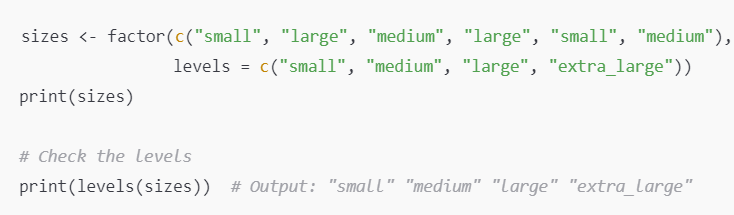 sizes <- factor(c("small", "large", "medium", "large", "small", "medium"),
                levels = c("small", "medium", "large", "extra_large"))
print(sizes)
# Check the levels
print(levels(sizes))  # Output: "small" "medium" "large" "extra_large"